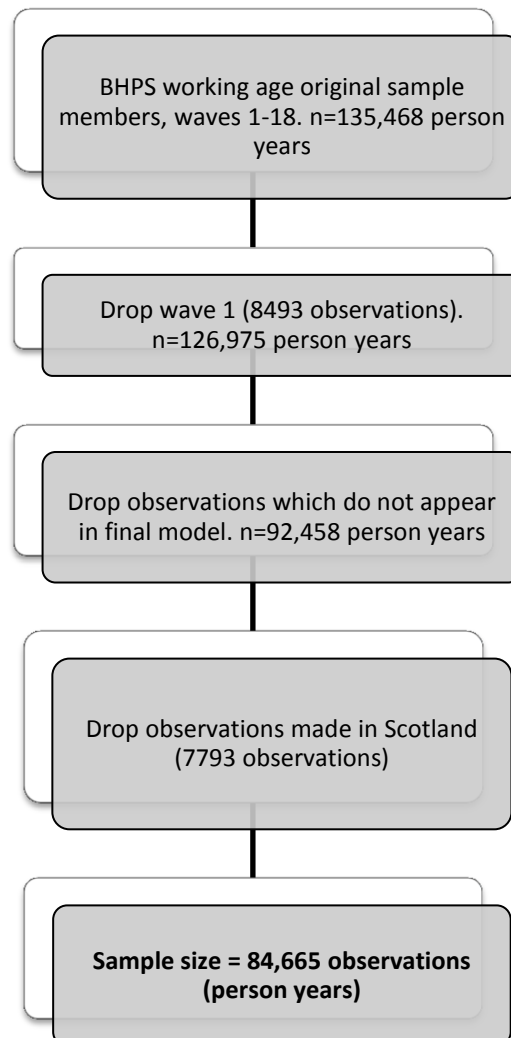 BHPS working age original sample
members, waves 1-18. n=135,468 person
years
Drop wave 1 (8493 observations).
n=126,975 person years
Drop observations which do not appear
in final model. n=92,458 person years
Drop observations made in Scotland
(7793 observations)
Sample size = 84,665 observations
(person years)